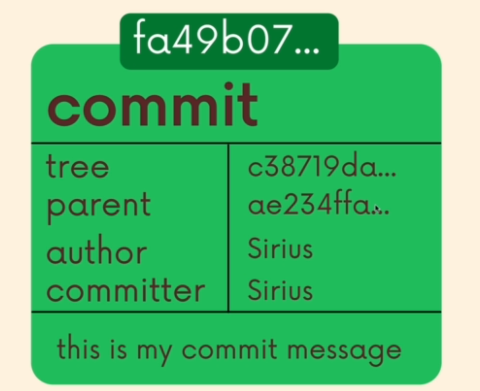 fa49b07...
commit
tree c38719da...
parent ae234ffa...
author Sirius
committer Sirius
this is my commit message